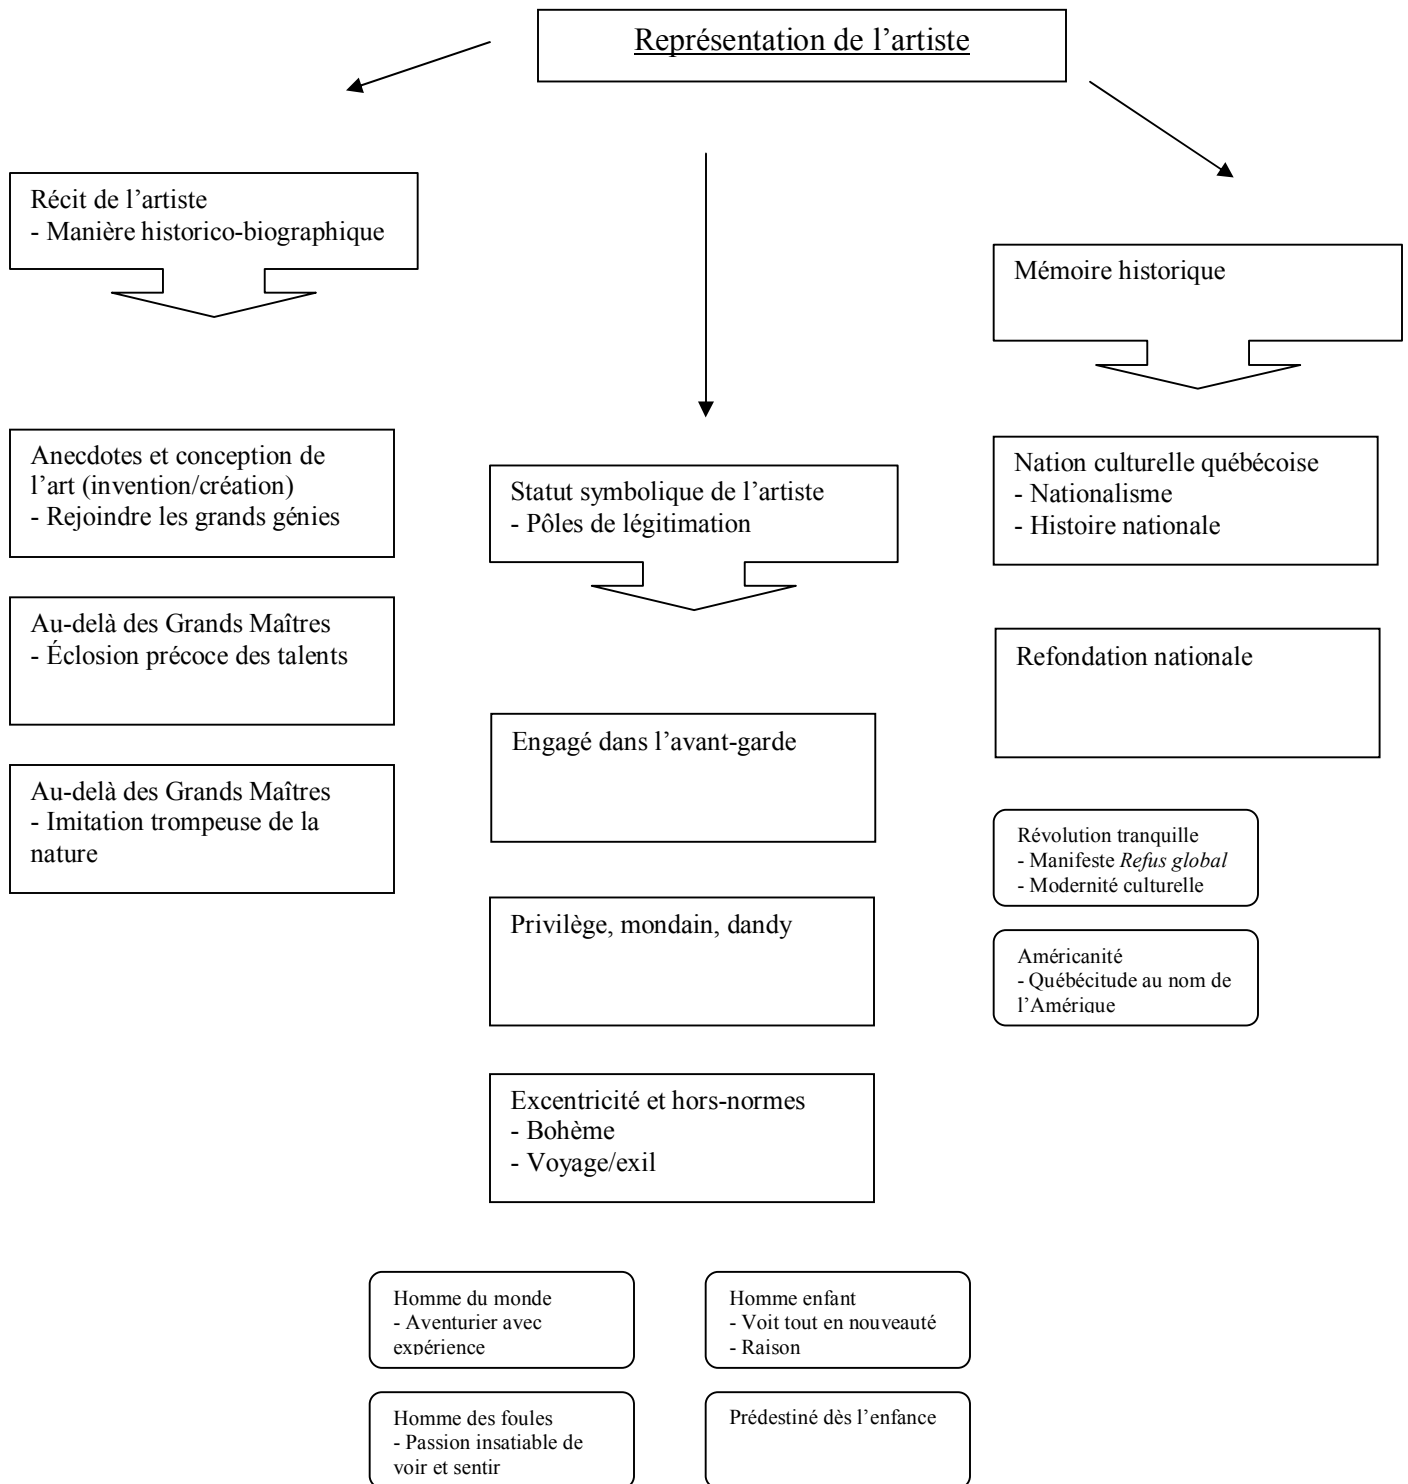 Représentation de l’artiste
Récit de l’artiste
- Manière historico-biographique
Anecdotes et conception de
l’art (invention/création)
- Rejoindre les grands génies
Au-delà des Grands Maîtres
- Éclosion précoce des talents
Au-delà des Grands Maîtres
- Imitation trompeuse de la
nature
Statut symbolique de l’artiste
- Pôles de légitimation
Engagé dans l’avant-garde
Privilège, mondain, dandy
Excentricité et hors-normes
- Bohème
- Voyage/exil
Homme du monde
- Aventurier avec
expérience
Homme enfant
- Voit tout en nouveauté
- Raison
Homme des foules
- Passion insatiable de
voir et sentir
Prédestiné dès l’enfance
Mémoire historique
Nation culturelle québécoise
- Nationalisme
- Histoire nationale
Refondation nationale
Révolution tranquille
- Manifeste Refus global
- Modernité culturelle
Américanité
- Québécitude au nom de
l’Amérique